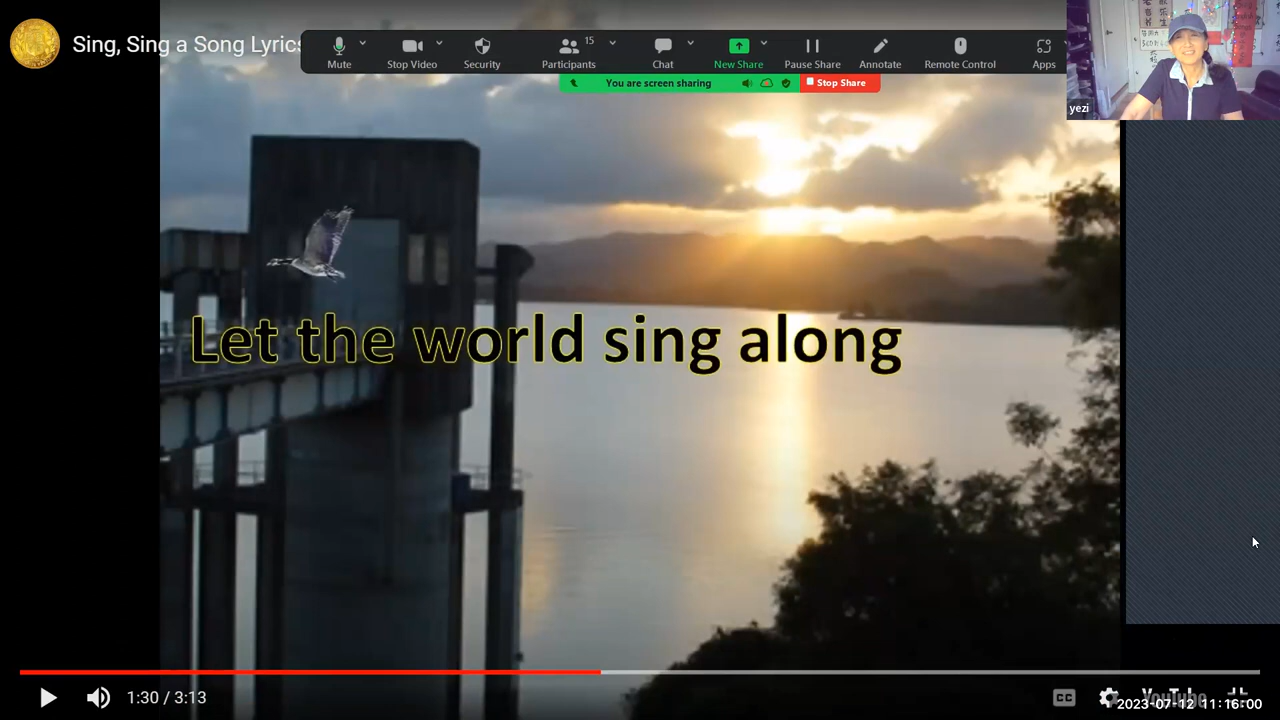 Sing, Sing a Song Lyrics
Mute
Stop Video
Security
15
Participants
Chat
New Share
Pause Share
Annotate
Remote Control
Apps
You are screen sharing
Stop Share
yezi
Let the world sing along
1:30 / 3:13
CC
YouTube
2023-07-12 11:16:00